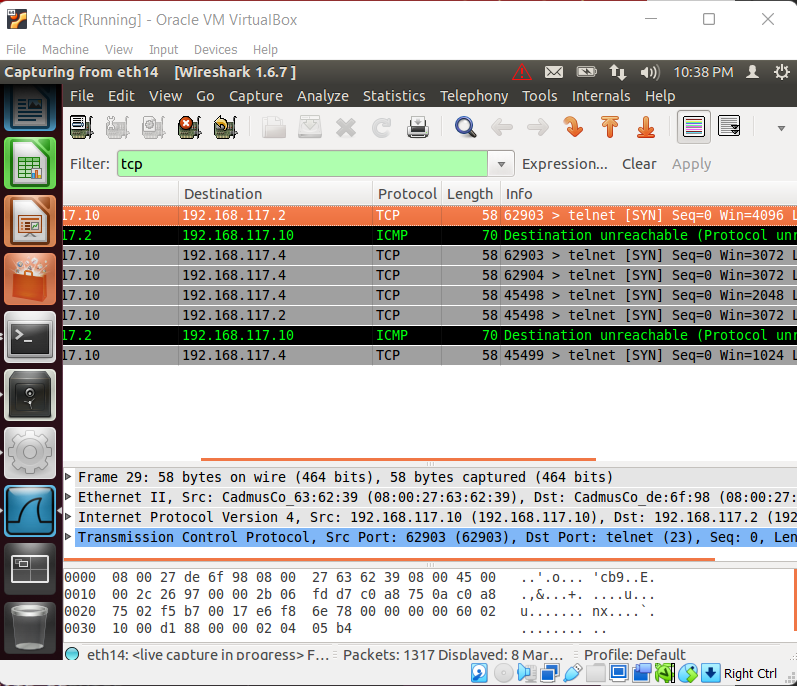 Attack [Running] - Oracle VM VirtualBox
File Machine View Input Devices Help
Capturing from eth14 [Wireshark 1.6.7 ] 10:38 PM
File Edit View Go Capture Analyze Statistics Telephony Tools Internals Help
Filter: tcp Expression... Clear Apply
Destination Protocol Length Info
17.10 192.168.117.2 TCP 58 62903 > telnet [SYN] Seq=0 Win=4096 L
17.2 192.168.117.10 ICMP 70 Destination unreachable (Protocol unr
17.10 192.168.117.4 TCP 58 62903 > telnet [SYN] Seq=0 Win=3072 L
17.10 192.168.117.4 TCP 58 62904 > telnet [SYN] Seq=0 Win=3072 L
17.10 192.168.117.4 TCP 58 45498 > telnet [SYN] Seq=0 Win=2048 L
17.10 192.168.117.2 TCP 58 45498 > telnet [SYN] Seq=0 Win=3072 L
17.2 192.168.117.10 ICMP 70 Destination unreachable (Protocol unr
17.10 192.168.117.4 TCP 58 45499 > telnet [SYN] Seq=0 Win=1024 L
Frame 29: 58 bytes on wire (464 bits), 58 bytes captured (464 bits)
Ethernet II, Src: CadmusCo_63:62:39 (08:00:27:63:62:39), Dst: CadmusCo_de:6f:98 (08:00:27:
Internet Protocol Version 4, Src: 192.168.117.10 (192.168.117.10), Dst: 192.168.117.2 (192
Transmission Control Protocol, Src Port: 62903 (62903), Dst Port: telnet (23), Seq: 0, Len
0000 08 00 27 de 6f 98 08 00 27 63 62 39 08 00 45 00 ..'.o... 'cb9..E.
0010 00 2c 26 97 00 00 2b 06 fd d7 c0 a8 75 0a c0 a8 .,&...+. ....u...
0020 75 02 f5 b7 00 17 e6 f8 6e 78 00 00 00 00 60 02 u....... nx....`.
0030 10 00 d1 88 00 00 02 04 05 b4 ........ ..
eth14: <live capture in progress> F... Packets: 1317 Displayed: 8 Mar... Profile: Default
Right Ctrl